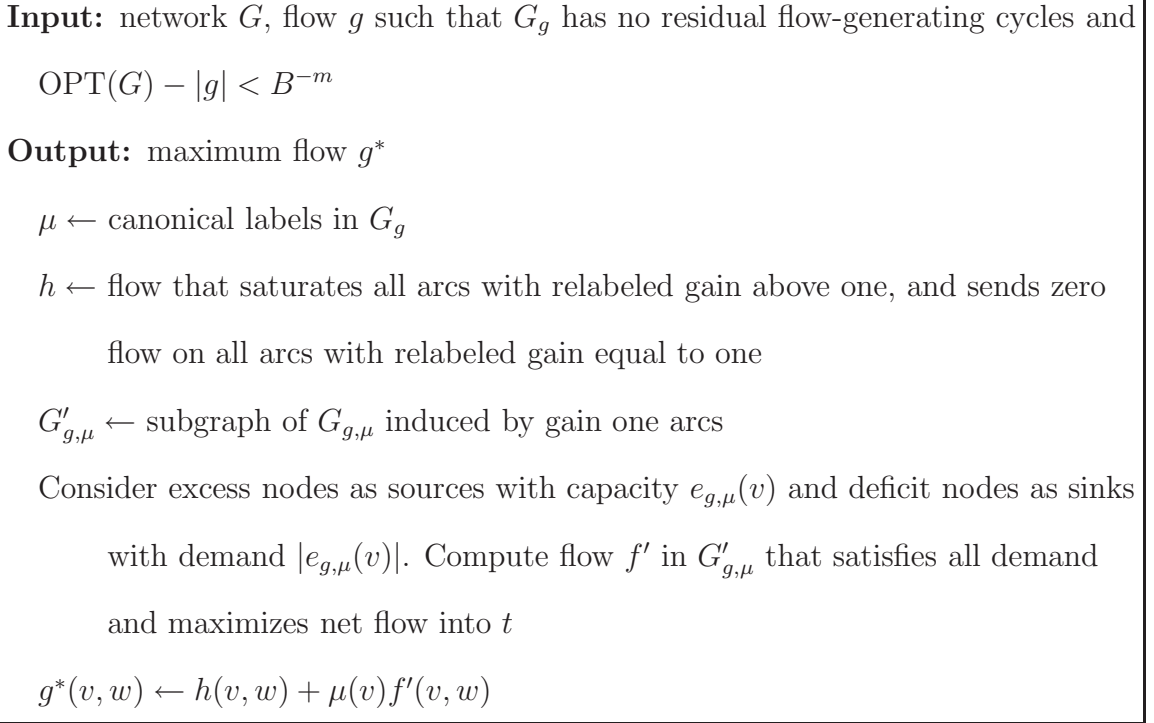 Input: network G, flow g such that G_g has no residual flow-generating cycles and
OPT(G) − |g| < B^{−m}
Output: maximum flow g*
μ ← canonical labels in G_g
h ← flow that saturates all arcs with relabeled gain above one, and sends zero
flow on all arcs with relabeled gain equal to one
G′_{g,μ} ← subgraph of G_{g,μ} induced by gain one arcs
Consider excess nodes as sources with capacity e_{g,μ}(v) and deficit nodes as sinks
with demand |e_{g,μ}(v)|. Compute flow f′ in G′_{g,μ} that satisfies all demand
and maximizes net flow into t
g*(v, w) ← h(v, w) + μ(v)f′(v, w)